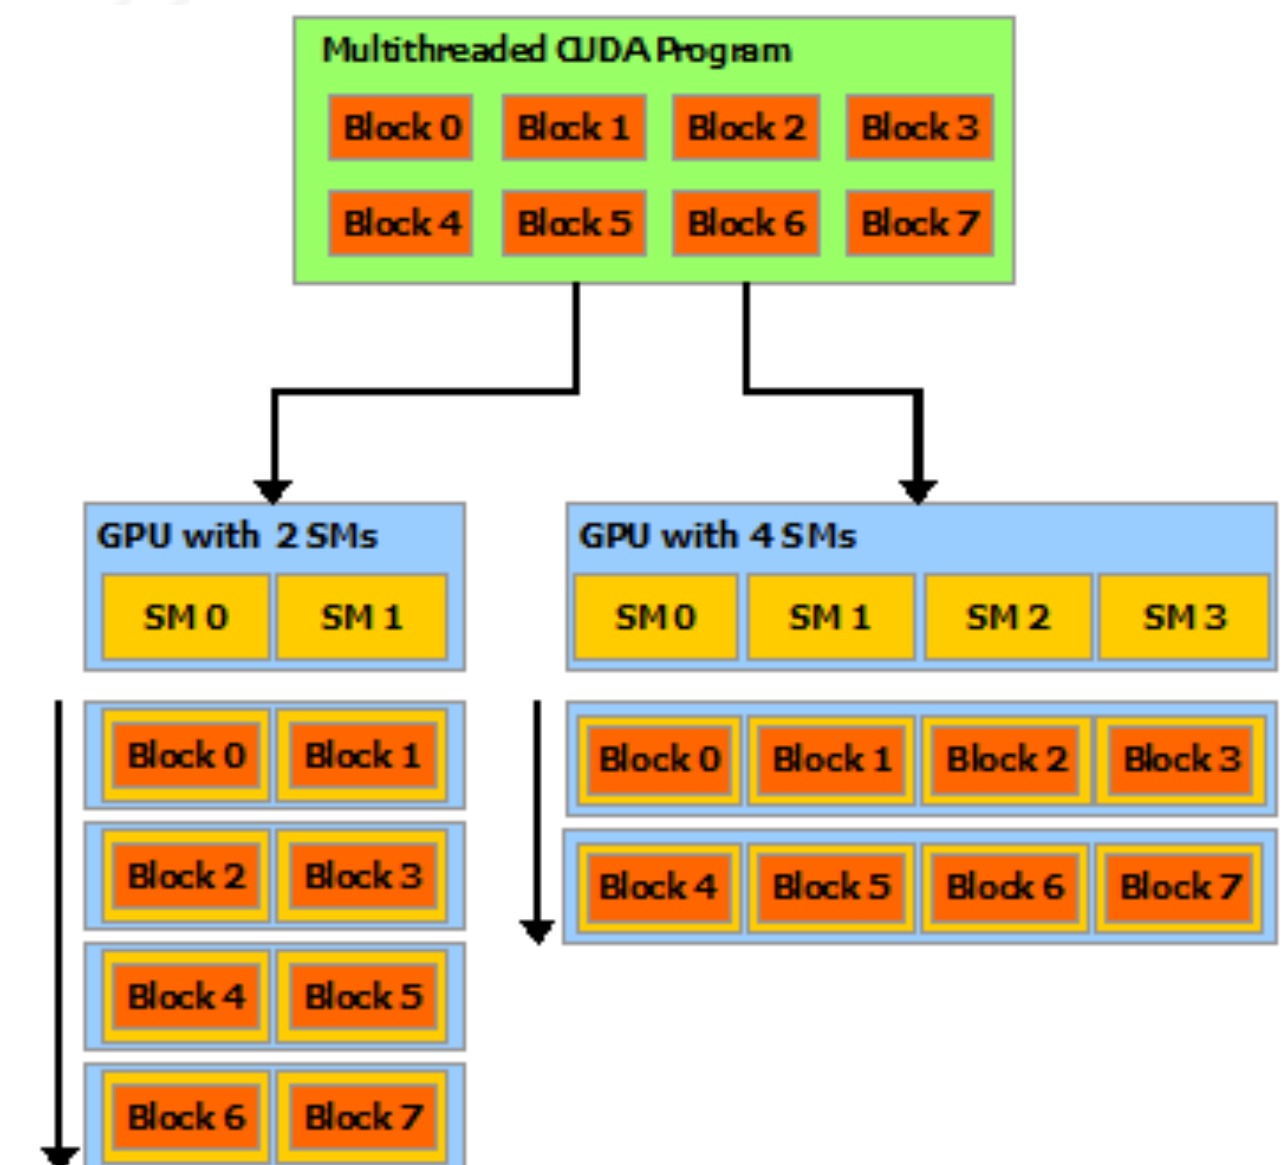 Multithreaded CUDA Program
Block 0 Block 1 Block 2 Block 3
Block 4 Block 5 Block 6 Block 7
GPU with 2 SMs
SM 0 SM 1
Block 0 Block 1
Block 2 Block 3
Block 4 Block 5
Block 6 Block 7
GPU with 4 SMs
SM 0 SM 1 SM 2 SM 3
Block 0 Block 1 Block 2 Block 3
Block 4 Block 5 Block 6 Block 7